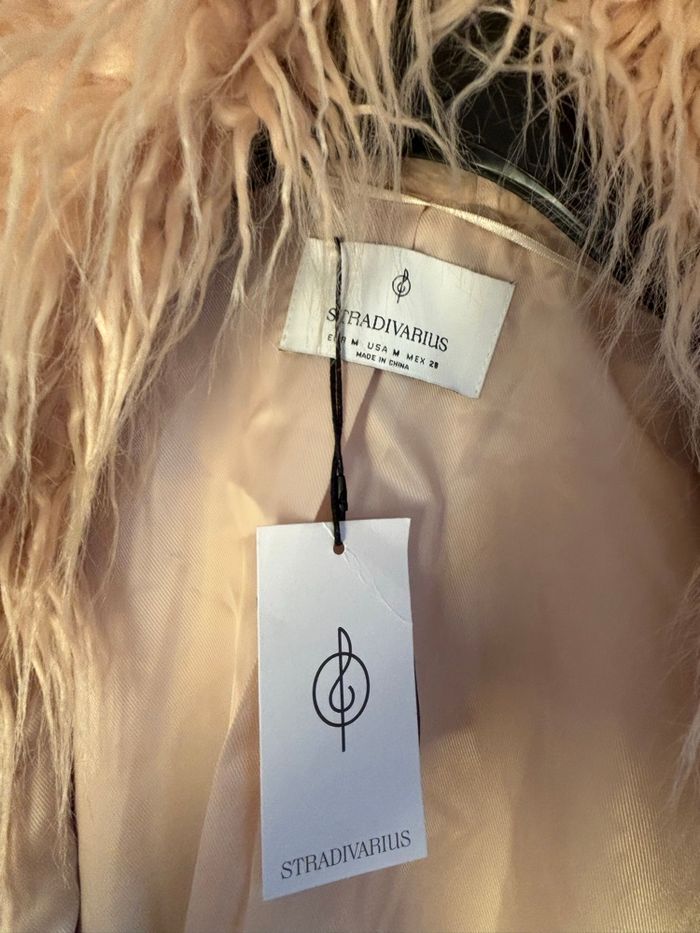 STRADIVARIUS
EUR M USA M MEX 28
MADE IN CHINA
STRADIVARIUS